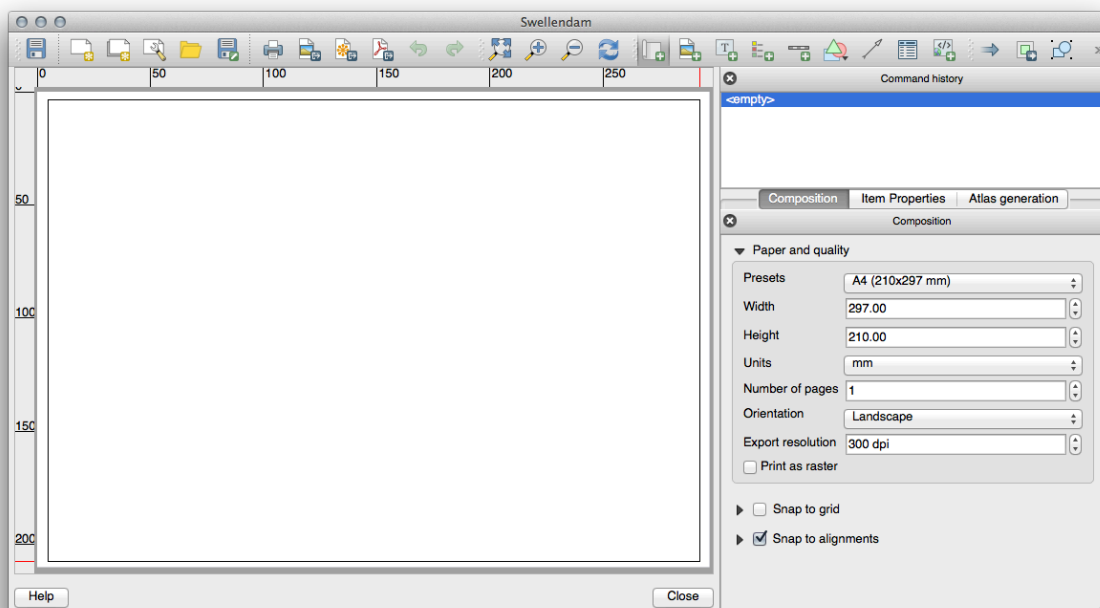 Swellendam
0 50 100 150 200 250
Command history
<empty>
50
100
150
200
Composition Item Properties Atlas generation
Composition
Paper and quality
Presets A4 (210x297 mm)
Width 297.00
Height 210.00
Units mm
Number of pages 1
Orientation Landscape
Export resolution 300 dpi
Print as raster
Snap to grid
Snap to alignments
Help Close